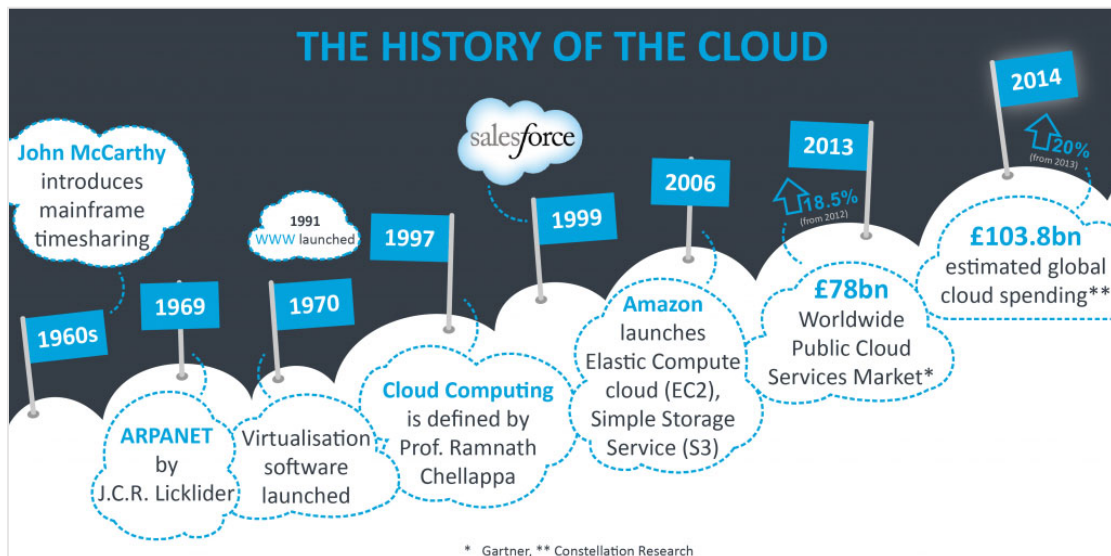 THE HISTORY OF THE CLOUD
1960s
John McCarthy
introduces
mainframe
timesharing
1969
ARPANET
by
J.C.R. Licklider
1970
Virtualisation
software
launched
1991
WWW launched
1997
Cloud Computing
is defined by
Prof. Ramnath
Chellappa
1999
salesforce
2006
Amazon
launches
Elastic Compute
cloud (EC2),
Simple Storage
Service (S3)
2013
18.5%
(from 2012)
£78bn
Worldwide
Public Cloud
Services Market*
2014
20%
(from 2013)
£103.8bn
estimated global
cloud spending**
* Gartner, ** Constellation Research